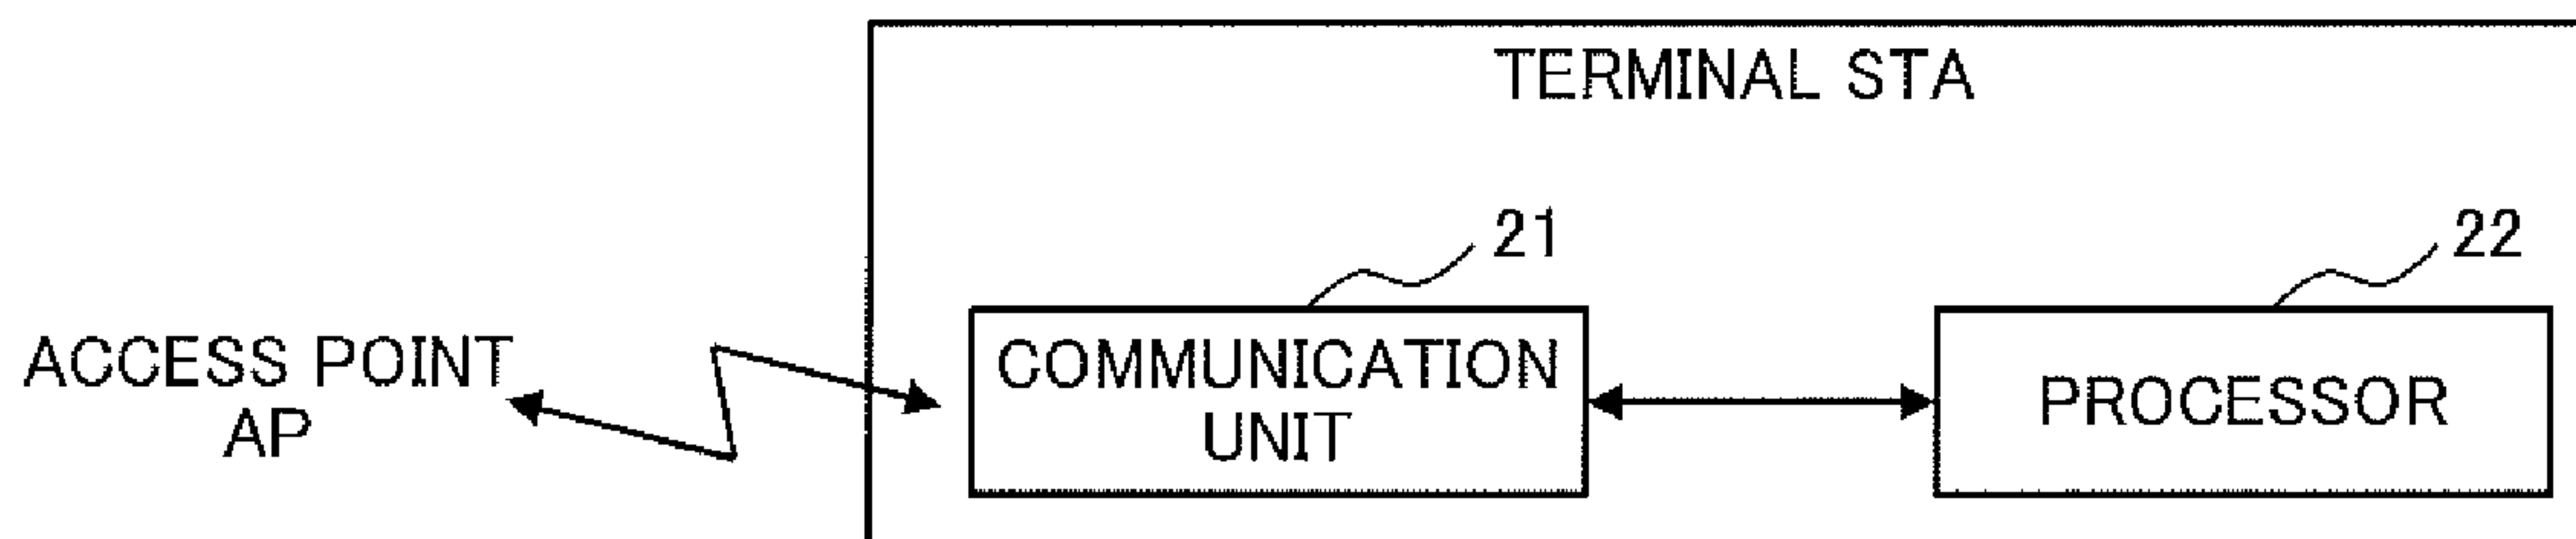 TERMINAL STA
21
22
ACCESS POINT
AP
COMMUNICATION
UNIT
PROCESSOR